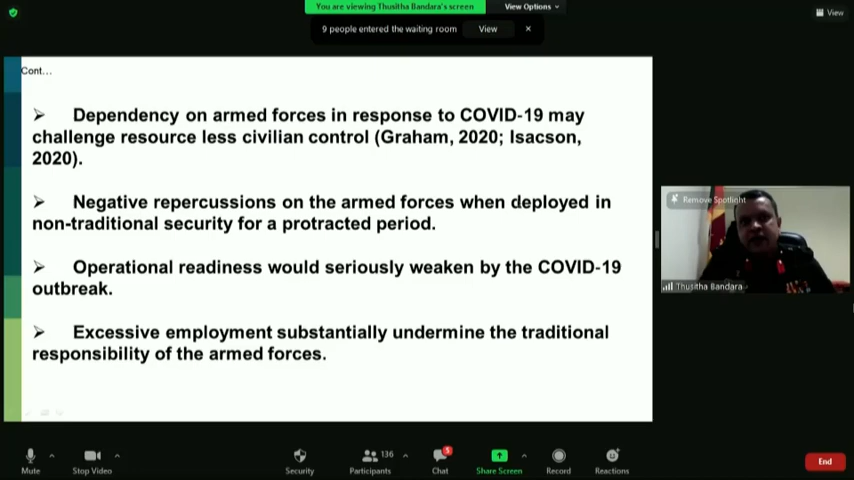 You are viewing Thusitha Bandara's screen
View Options
View
9 people entered the waiting room
View
Cont...
➢ Dependency on armed forces in response to COVID-19 may
challenge resource less civilian control (Graham, 2020; Isacson,
2020).
➢ Negative repercussions on the armed forces when deployed in
non-traditional security for a protracted period.
➢ Operational readiness would seriously weaken by the COVID-19
outbreak.
➢ Excessive employment substantially undermine the traditional
responsibility of the armed forces.
Remove Spotlight
Thusitha Bandara
136
5
Mute
Stop Video
Security
Participants
Chat
Share Screen
Record
Reactions
End